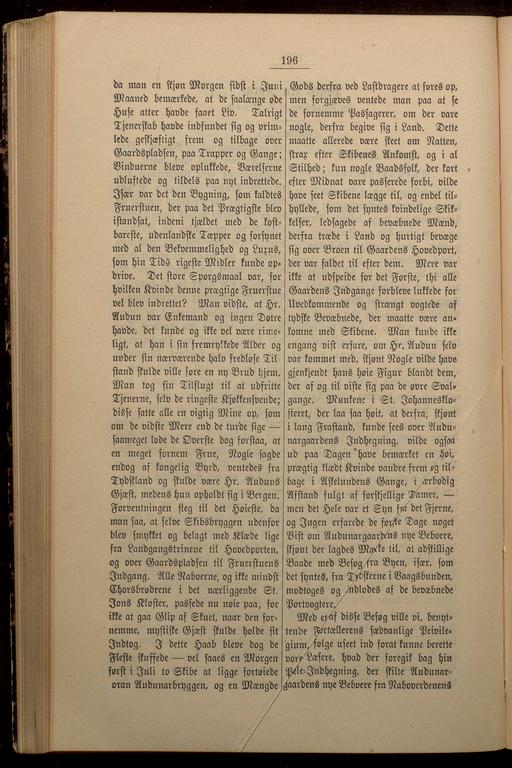 196
da man en skjøn Morgen sidst i Juni
Maaned bemærkede, at de saalænge øde
Huse atter havde faaet Liv. Talrigt
Tjenerskab havde indfundet sig og vrim-
lede geskjæftigt frem og tilbage over
Gaardspladsen, paa Trapper og Gange;
Vinduerne bleve oplukkede, Værelserne
udluftede og tildels paa nyt indrettede.
Især var det den Bygning, som kaldtes
Fruerstuen, der paa det Prægtigste blev
istandsat, indeni tjældet med de kost-
barste, udenlandske Tæpper og forsynet
med al den Bekvemmelighed og Luxus,
som hin Tids rigeste Midler kunde op-
drive. Det store Spørgsmaal var, for
hvilken Kvinde denne prægtige Fruerstue
vel blev indrettet? Man vidste, at Hr.
Audun var Enkemand og ingen Døtre
havde, det kunde og ikke vel være rime-
ligt, at han i sin fremrykkede Alder og
under sin nærværende halv fredløse Til-
stand skulde ville føre en ny Brud hjem.
Man tog sin Tilflugt til at udfritte
Tjenerne, selv de ringeste Kjøkkensvende;
disse satte alle en vigtig Mine op, som
om de vidste Mere end de turde sige —
saameget lode de Øverste dog forstaa, at
en meget fornem Frue, Nogle sagde
endog af kongelig Byrd, ventedes fra
Tydskland og skulde være Hr. Auduns
Gjæst, medens hun opholdt sig i Bergen.
Forventningen steg til det Høieste, da
man saa, at selve Skibsbryggen udenfor
blev smykket og belagt med Klæde lige
fra Landgangstrinene til Hovedporten,
og over Gaardspladsen til Fruerstuens
Indgang. Alle Naboerne, og ikke mindst
Chorsbrødrene i det nærliggende St.
Jons Kloster, passede nu nøie paa, for
ikke at gaa Glip af Skuet, naar den for-
nemme, mystiske Gjæst skulde holde sit
Indtog. I dette Haab bleve dog de
Fleste skuffede — vel saaes en Morgen
først i Juli to Skibe at ligge fortøiede
oran Audunarbryggen, og en Mængde
Gods derfra ved Lastdragere at føres op,
men forgjæves ventede man paa at se
de fornemme Passagerer, om der vare
nogle, derfra begive sig i Land. Dette
maatte allerede være skeet om Natten,
strax efter Skibenes Ankomst, og i al
Stilhed; kun nogle Baadsfolk, der kort
efter Midnat vare passerede forbi, vilde
have seet Skibene lægge til, og endel til-
hyllede, som det syntes kvindelige Skik-
kelser, ledsagede af bevæbnede Mænd,
derfra træde i Land og hurtigt bevæge
sig over Broen til Gaardens Hovedport,
der var faldet til efter dem. Mere var
ikke at udspeide for det Første, thi alle
Gaardens Indgange forbleve lukkede for
Uvedkommende og strængt vogtede af
tydske Bevæbnede, der maatte være an-
komne med Skibene. Man kunde ikke
engang vist erfare, om Hr. Audun selv
var kommet med, skjønt Nogle vilde have
gjenkjendt hans høie Figur blandt dem,
der af og til viste sig paa de øvre Sval-
gange. Munkene i St. Johanneskло-
steret, der laa saa høit, at derfra, skjønt
i lang Frastand, kunde sees over Audu-
nargaardens Indhegning, vilde ogsaa
ud paa Dagen have bemærket en høi,
prægtig klædt Kvinde vandre frem og til-
bage i Askelundens Gange, i ærbødig
Afstand fulgt af forskjellige Damer, —
men det Hele var et Syn fra det Fjerne,
og Ingen erfarede de første Dage noget
Vist om Audunargaardens nye Beboere,
skjønt der lagdes Mærke til, at adskillige
Baade med Besøg fra Byen, især, som
det syntes, fra Tydskerne i Vaagsbunden,
modtoges og indlodes af de bevæbnede
Portvogtere.
Med et af disse Besøg ville vi, benyt-
tende Fortællerens sædvanlige Privile-
gium, følge useet ind forat kunne berette
vore Læsere, hvad der foregik bag hin
Pele-Indhegning, der skilte Audunar-
gaardens nye Beboere fra Naboverdenens